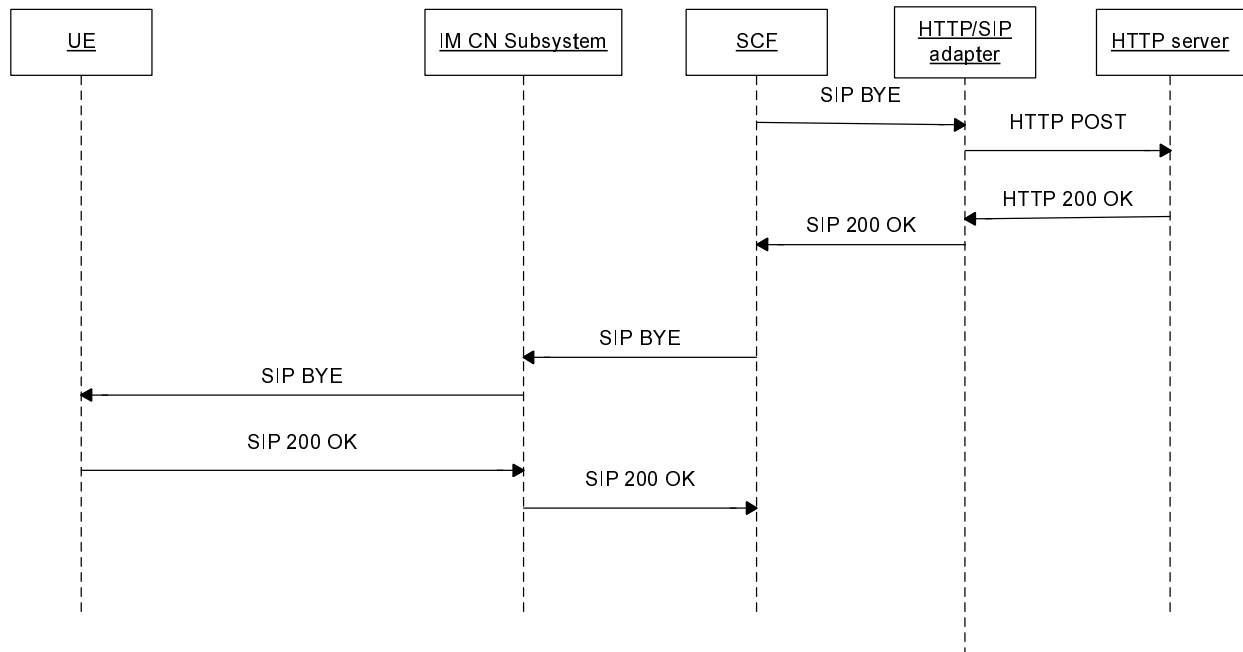 UE
IM CN Subsystem
SCF
HTTP/SIP
adapter
HTTP server
SIP BYE
HTTP POST
HTTP 200 OK
SIP 200 OK
SIP BYE
SIP BYE
SIP 200 OK
SIP 200 OK